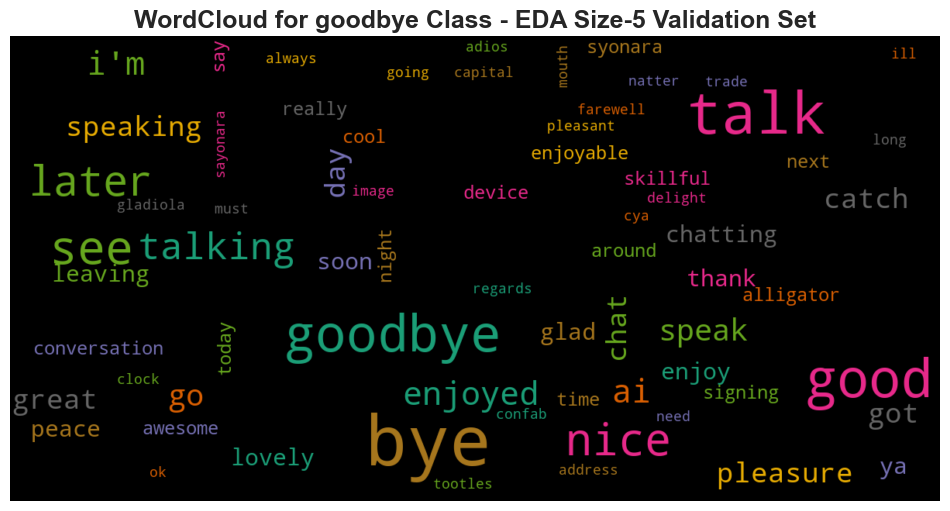 WordCloud for goodbye Class - EDA Size-5 Validation Set
i'm
say
always
adios
going
capital
mouth
syonara
natter
trade
ill
speaking
sayonara
really
cool
day
farewell
pleasant
enjoyable
talk
long
next
later
gladiola
must
image
device
skillful
delight
cya
catch
see
talking
leaving
soon
night
around
chatting
thank
alligator
regards
conversation
today
goodbye
glad
chat
speak
clock
great
go
enjoyed
confab
time
ai
enjoy
signing
good
got
peace
awesome
bye
nice
need
lovely
ok
tootles
address
pleasure
ya